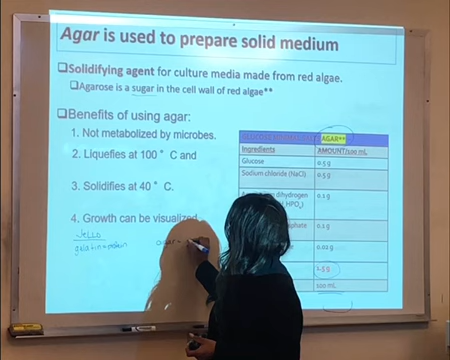 Agar is used to prepare solid medium
❑Solidifying agent for culture media made from red algae.
❑Agarose is a sugar in the cell wall of red algae**
❑Benefits of using agar:
1. Not metabolized by microbes.
2. Liquefies at 100° C and
3. Solidifies at 40° C.
4. Growth can be visualized
JELLO
gelatin=protein
agar=
AGAR**
Ingredients AMOUNT/100 mL
Glucose 0.5 g
Sodium chloride (NaCl) 0.5 g
dihydrogen 0.1 g
0.1 g
0.02 g
1.5 g
100 mL